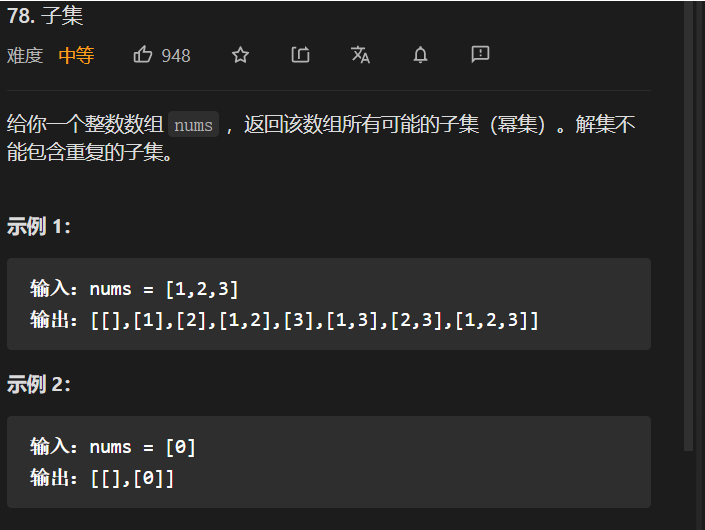 78. 子集
难度 中等 948
给你一个整数数组 nums ，返回该数组所有可能的子集（幂集）。解集不
能包含重复的子集。
示例 1：
输入：nums = [1,2,3]
输出：[[],[1],[2],[1,2],[3],[1,3],[2,3],[1,2,3]]
示例 2：
输入：nums = [0]
输出：[[],[0]]